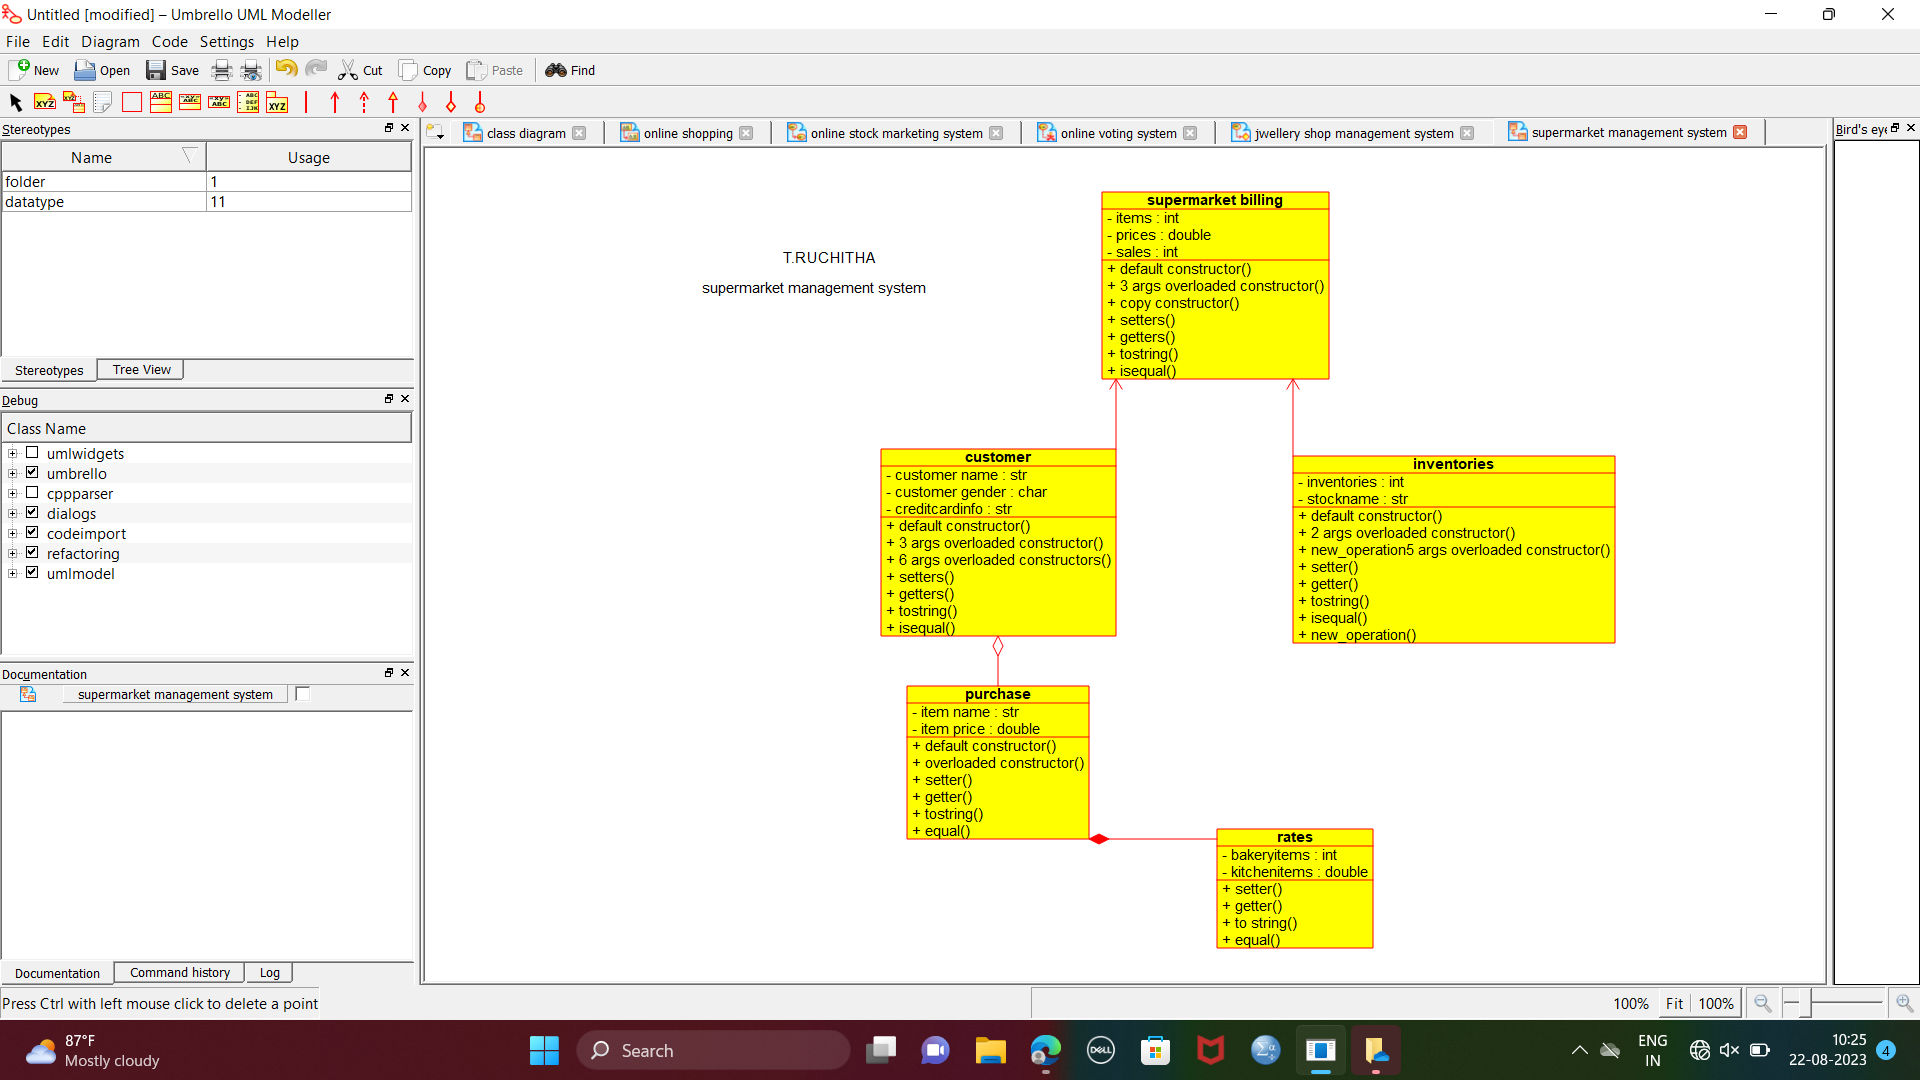 Untitled [modified] – Umbrello UML Modeller
File Edit Diagram Code Settings Help
New Open Save Cut Copy Paste Find
Stereotypes
Name Usage
folder 1
datatype 11
Stereotypes Tree View
Debug
Class Name
umlwidgets
umbrello
cppparser
dialogs
codeimport
refactoring
umlmodel
Documentation
supermarket management system
Documentation Command history Log
Press Ctrl with left mouse click to delete a point
class diagram online shopping online stock marketing system online voting system jwellery shop management system supermarket management system
Bird's eye
T.RUCHITHA
supermarket management system
supermarket billing
- items : int
- prices : double
- sales : int
+ default constructor()
+ 3 args overloaded constructor()
+ copy constructor()
+ setters()
+ getters()
+ tostring()
+ isequal()
customer
- customer name : str
- customer gender : char
- creditcardinfo : str
+ default constructor()
+ 3 args overloaded constructor()
+ 6 args overloaded constructors()
+ setters()
+ getters()
+ tostring()
+ isequal()
inventories
- inventories : int
- stockname : str
+ default constructor()
+ 2 args overloaded constructor()
+ new_operation5 args overloaded constructor()
+ setter()
+ getter()
+ tostring()
+ isequal()
+ new_operation()
purchase
- item name : str
- item price : double
+ default constructor()
+ overloaded constructor()
+ setter()
+ getter()
+ tostring()
+ equal()
rates
- bakeryitems : int
- kitchenitems : double
+ setter()
+ getter()
+ to string()
+ equal()
100% Fit 100%
87°F
Mostly cloudy
Search
DELL
ENG
IN
10:25
22-08-2023
4